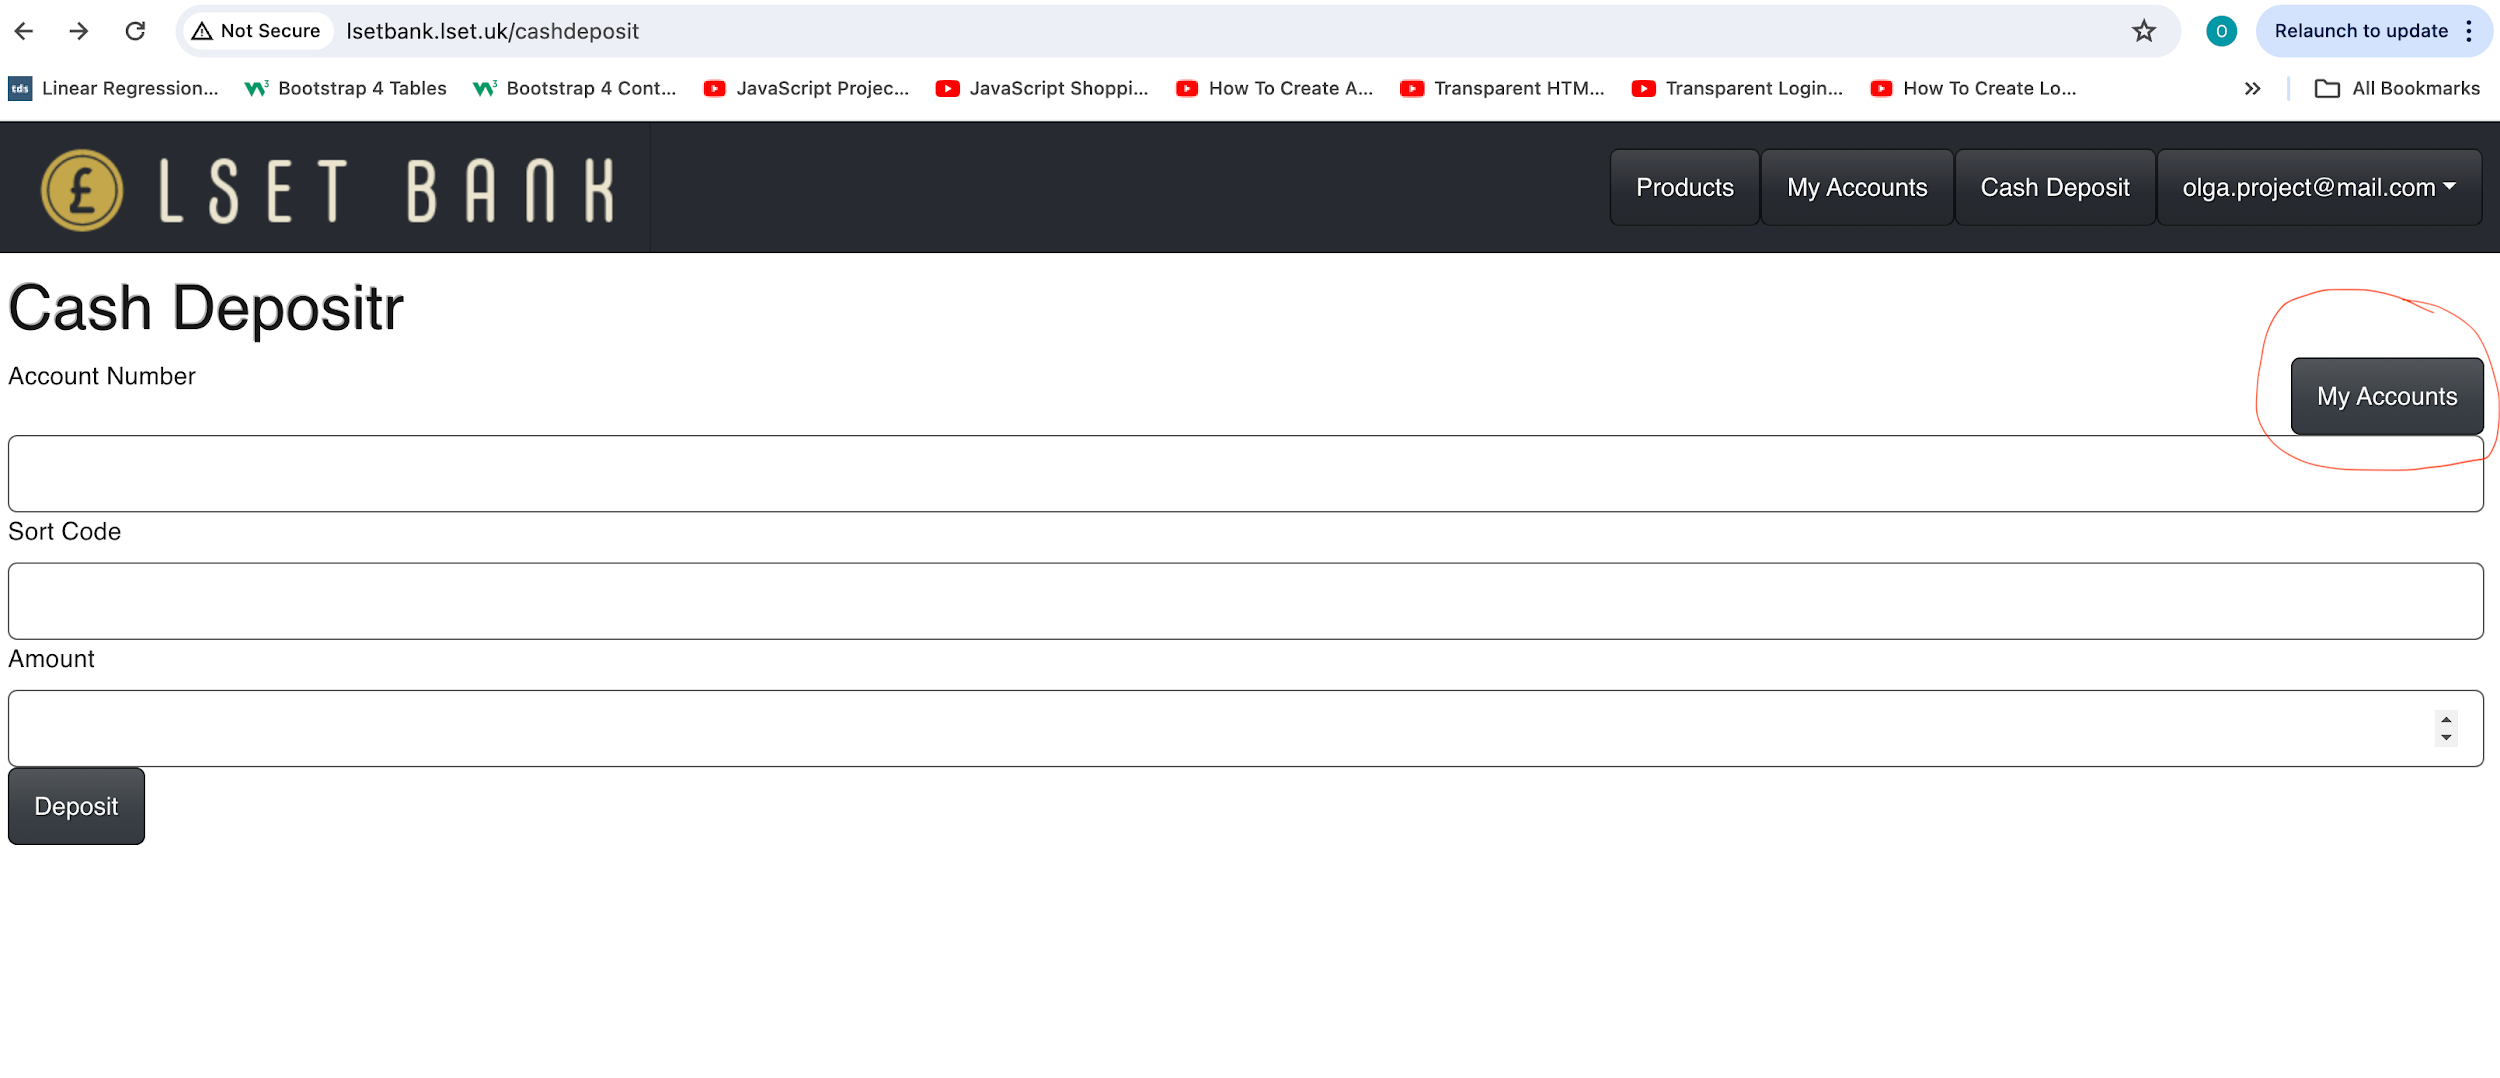 Not Secure lsetbank.lset.uk/cashdeposit O Relaunch to update
tds Linear Regression... Bootstrap 4 Tables Bootstrap 4 Cont... JavaScript Projec... JavaScript Shoppi... How To Create A... Transparent HTM... Transparent Login... How To Create Lo... All Bookmarks
£ LSET BANK Products My Accounts Cash Deposit olga.project@mail.com
Cash Depositr
Account Number
My Accounts
Sort Code
Amount
Deposit